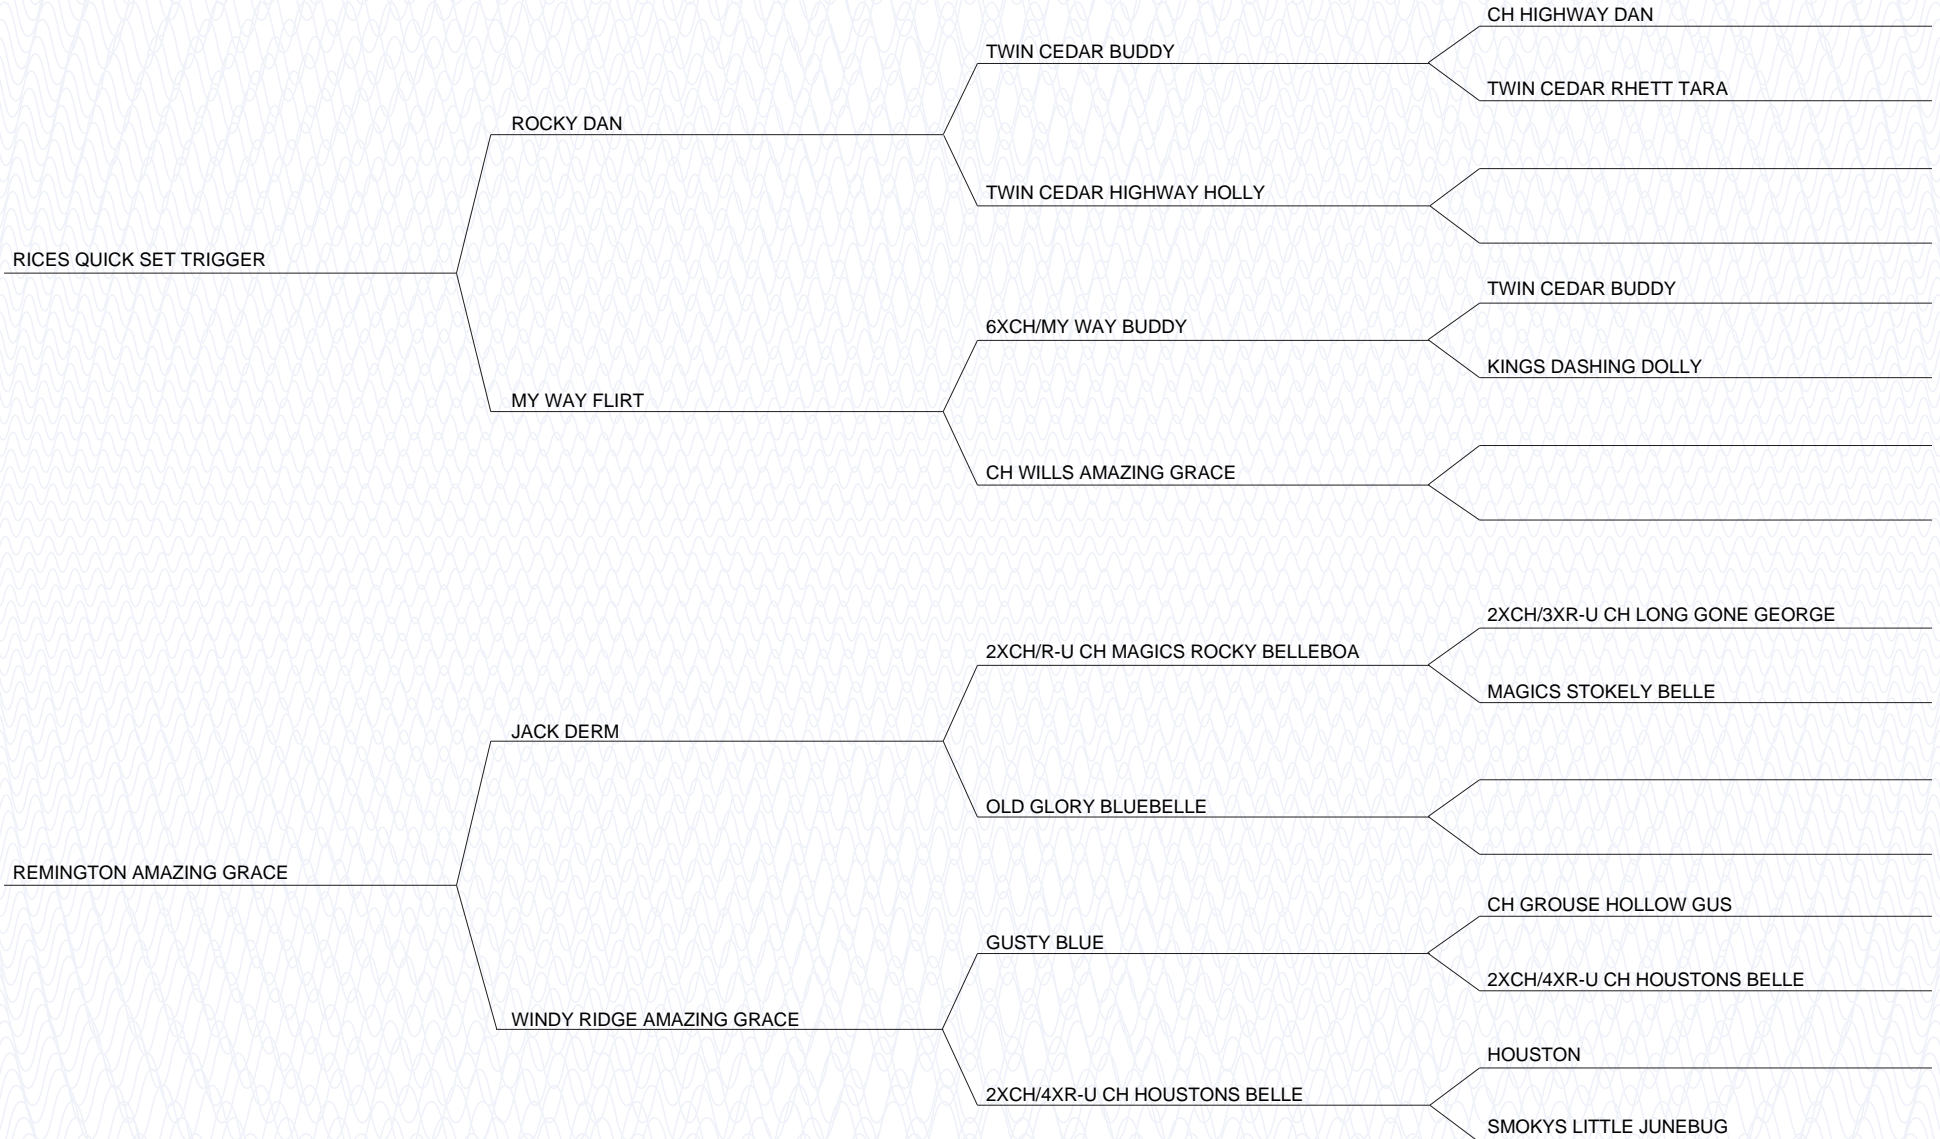 CH HIGHWAY DAN
TWIN CEDAR BUDDY
TWIN CEDAR RHETT TARA
ROCKY DAN
TWIN CEDAR HIGHWAY HOLLY
RICES QUICK SET TRIGGER
TWIN CEDAR BUDDY
6XCH/MY WAY BUDDY
KINGS DASHING DOLLY
MY WAY FLIRT
CH WILLS AMAZING GRACE
2XCH/3XR-U CH LONG GONE GEORGE
2XCH/R-U CH MAGICS ROCKY BELLEBOA
MAGICS STOKELY BELLE
JACK DERM
OLD GLORY BLUEBELLE
REMINGTON AMAZING GRACE
CH GROUSE HOLLOW GUS
GUSTY BLUE
2XCH/4XR-U CH HOUSTONS BELLE
WINDY RIDGE AMAZING GRACE
HOUSTON
2XCH/4XR-U CH HOUSTONS BELLE
SMOKYS LITTLE JUNEBUG